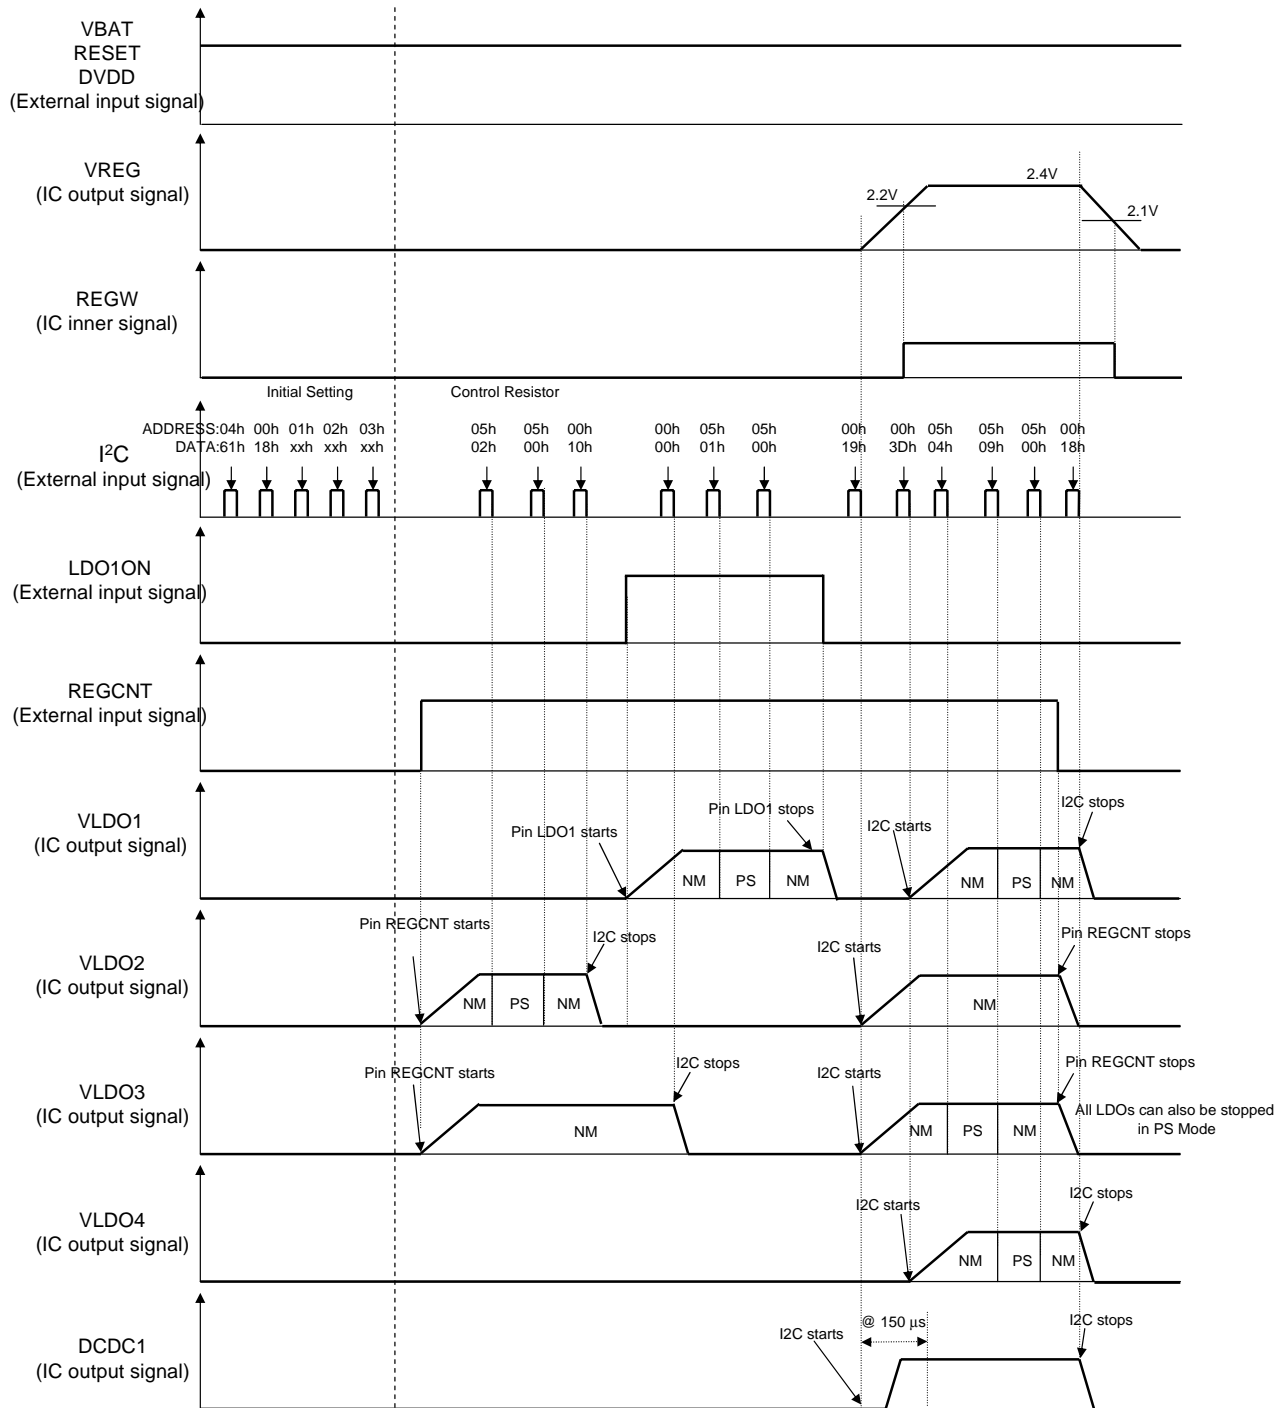 VBAT
RESET
DVDD
(External input signal)
VREG
(IC output signal)
2.2V
2.4V
2.1V
REGW
(IC inner signal)
Initial Setting
Control Resistor
I²C
(External input signal)
ADDRESS:04h 00h 01h 02h 03h 05h 05h 00h 00h 05h 05h 00h 00h 05h 05h 05h 00h
DATA:61h 18h xxh xxh xxh 02h 00h 10h 00h 01h 00h 19h 3Dh 04h 09h 00h 18h
LDO1ON
(External input signal)
REGCNT
(External input signal)
VLDO1
(IC output signal)
Pin LDO1 starts
Pin LDO1 stops
I2C starts
I2C stops
NM PS NM NM PS NM
VLDO2
(IC output signal)
Pin REGCNT starts
I2C stops
I2C starts
Pin REGCNT stops
NM PS NM NM
VLDO3
(IC output signal)
Pin REGCNT starts
I2C stops
I2C starts
Pin REGCNT stops
All LDOs can also be stopped
in PS Mode
NM NM PS NM
VLDO4
(IC output signal)
I2C starts
I2C stops
NM PS NM
DCDC1
(IC output signal)
I2C starts
@ 150 μs
I2C stops